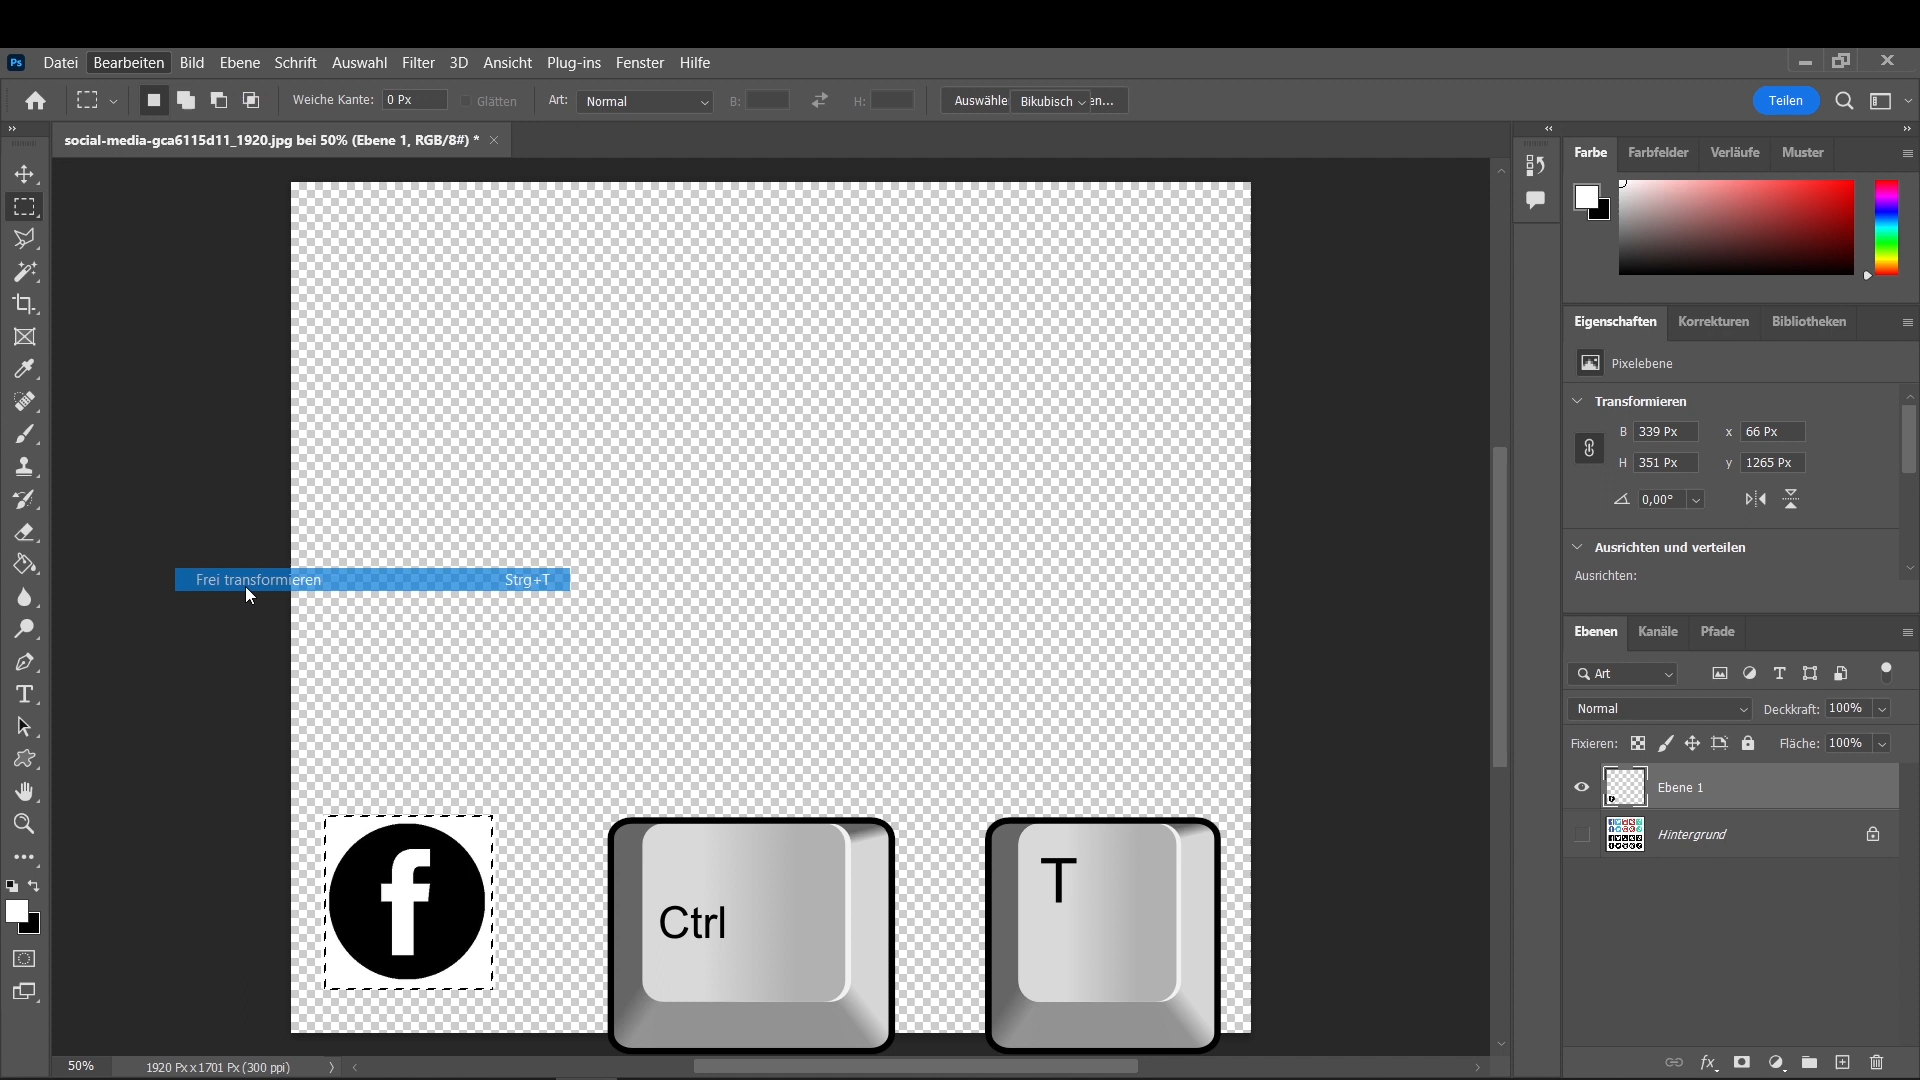 Ps Datei Bearbeiten Bild Ebene Schrift Auswahl Filter 3D Ansicht Plug-ins Fenster Hilfe
Weiche Kante: 0 Px Glätten Art: Normal B: H: Auswähle Bikubisch en... Teilen
social-media-gca6115d11_1920.jpg bei 50% (Ebene 1, RGB/8#) *
Farbe Farbfelder Verläufe Muster
Eigenschaften Korrekturen Bibliotheken
Pixelebene
Transformieren
B 339 Px x 66 Px
H 351 Px y 1265 Px
0,00°
Ausrichten und verteilen
Ausrichten:
Frei transformieren Strg+T
Ebenen Kanäle Pfade
Art
Normal Deckkraft: 100%
Fixieren: Fläche: 100%
Ebene 1
Hintergrund
f
Ctrl
T
50% 1920 Px x 1701 Px (300 ppi)
fx